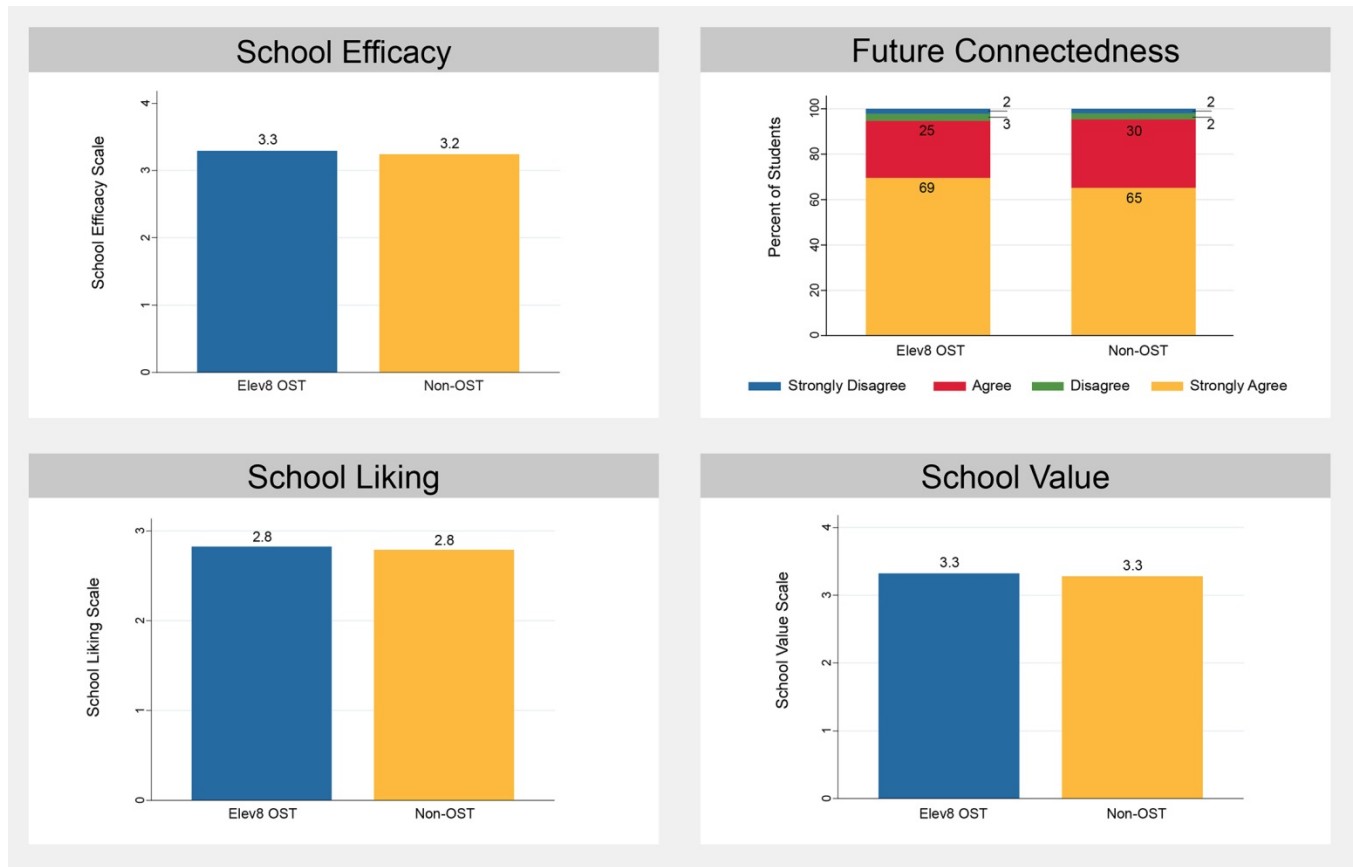 School Efficacy
School Efficacy Scale
4
3
2
1
0
3.3
3.2
Elev8 OST
Non-OST
Future Connectedness
Percent of Students
100
80
60
40
20
0
2
3
25
69
2
2
30
65
Elev8 OST
Non-OST
Strongly Disagree
Agree
Disagree
Strongly Agree
School Liking
School Liking Scale
3
2
1
0
2.8
2.8
Elev8 OST
Non-OST
School Value
School Value Scale
4
3
2
1
0
3.3
3.3
Elev8 OST
Non-OST